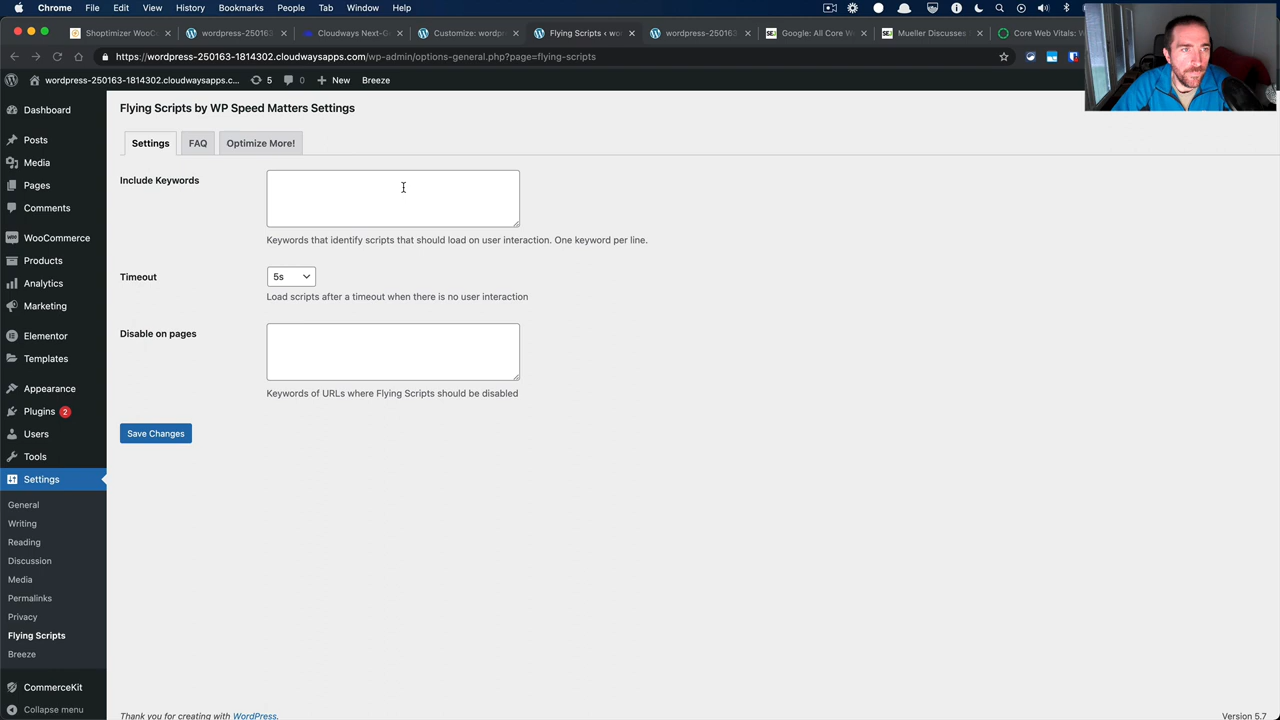 Chrome File Edit View History Bookmarks People Tab Window Help
Shoptimizer WooCo
wordpress-250163
Cloudways Next-Ge
Customize: wordpr
Flying Scripts ‹ wo
wordpress-250163
Google: All Core W
Mueller Discusses
Core Web Vitals: W
https://wordpress-250163-1814302.cloudwaysapps.com/wp-admin/options-general.php?page=flying-scripts
wordpress-250163-1814302.cloudwaysapps.c... 5 0 New Breeze
Dashboard
Posts
Media
Pages
Comments
WooCommerce
Products
Analytics
Marketing
Elementor
Templates
Appearance
Plugins 2
Users
Tools
Settings
General
Writing
Reading
Discussion
Media
Permalinks
Privacy
Flying Scripts
Breeze
CommerceKit
Collapse menu
Flying Scripts by WP Speed Matters Settings
Settings FAQ Optimize More!
Include Keywords
Keywords that identify scripts that should load on user interaction. One keyword per line.
Timeout 5s
Load scripts after a timeout when there is no user interaction
Disable on pages
Keywords of URLs where Flying Scripts should be disabled
Save Changes
Thank you for creating with WordPress.
Version 5.7